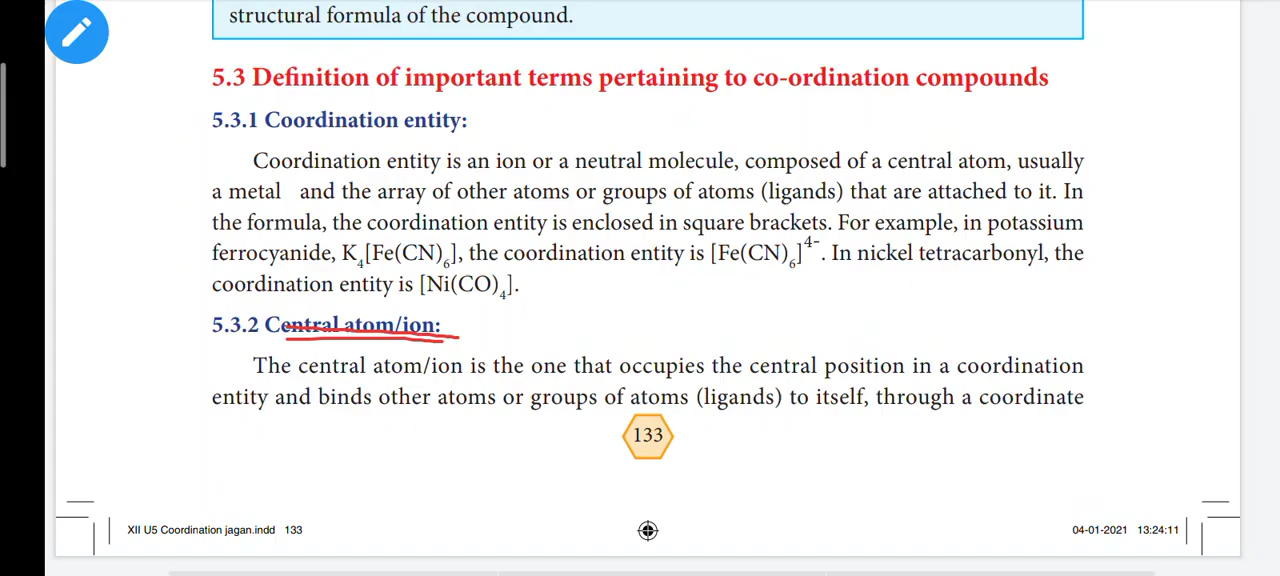 structural formula of the compound.
5.3 Definition of important terms pertaining to co-ordination compounds
5.3.1 Coordination entity:
Coordination entity is an ion or a neutral molecule, composed of a central atom, usually
a metal and the array of other atoms or groups of atoms (ligands) that are attached to it. In
the formula, the coordination entity is enclosed in square brackets. For example, in potassium
ferrocyanide, K₄[Fe(CN)₆], the coordination entity is [Fe(CN)₆]⁴⁻. In nickel tetracarbonyl, the
coordination entity is [Ni(CO)₄].
5.3.2 Central atom/ion:
The central atom/ion is the one that occupies the central position in a coordination
entity and binds other atoms or groups of atoms (ligands) to itself, through a coordinate
133
XII U5 Coordination jagan.indd 133
04-01-2021 13:24:11